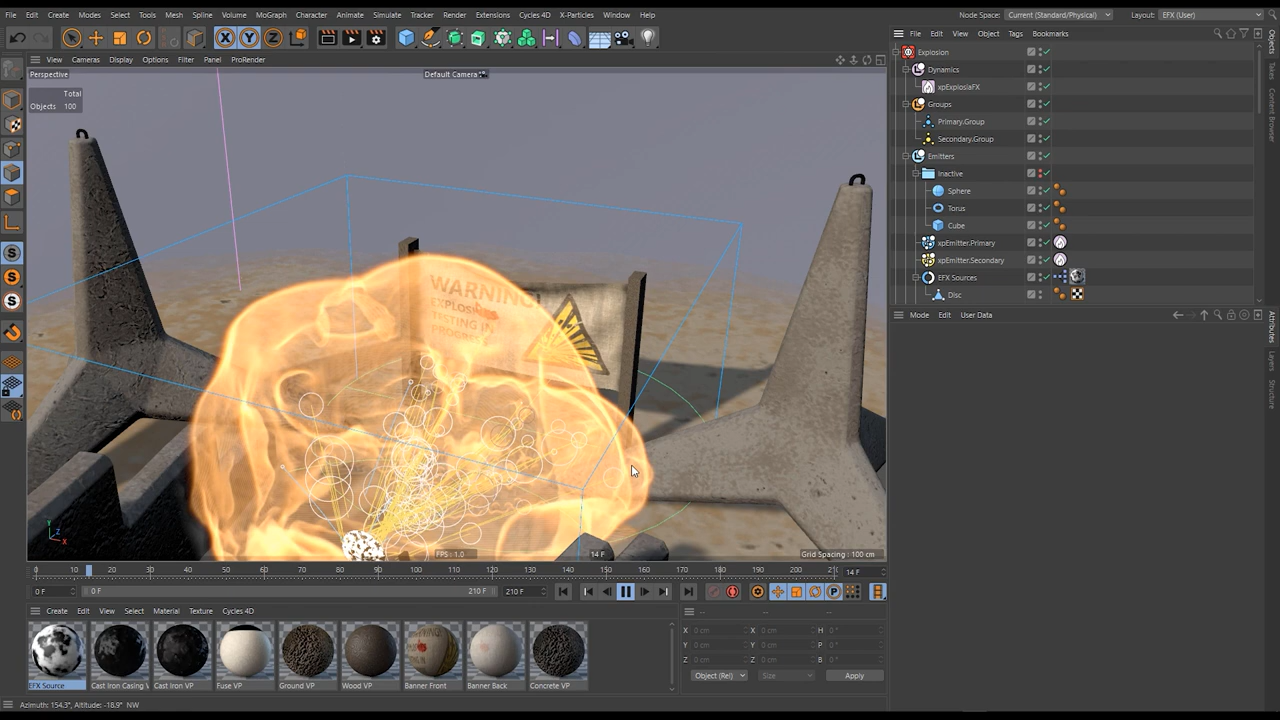 File Edit Create Modes Select Tools Mesh Spline Volume MoGraph Character Animate Simulate Tracker Render Extensions Cycles 4D X-Particles Window Help Node Space: Current (Standard/Physical) Layout: EFX (User)
View Cameras Display Options Filter Panel ProRender
File Edit View Object Tags Bookmarks
Perspective
Default Camera
Total
Objects 100
Explosion
Dynamics
xpExplosiaFX
Groups
Primary.Group
Secondary.Group
Emitters
Inactive
Sphere
Torus
Cube
xpEmitter.Primary
xpEmitter.Secondary
EFX Sources
Disc
Objects
Takes
Content Browser
Mode Edit User Data
Attributes
Layers
Structure
WARNING!
EXPLOSIVE
TESTING IN
PROGRESS
FPS : 1.0
14 F
Grid Spacing : 100 cm
0 10 20 30 40 50 60 70 80 90 100 110 120 130 140 150 160 170 180 190 200 210 14 F
0 F 0 F 210 F 210 F
Create Edit View Select Material Texture Cycles 4D
EFX Source Cast Iron Casing V Cast Iron VP Fuse VP Ground VP Wood VP Banner Front Banner Back Concrete VP
-- -- --
X 0 cm X 0 cm H 0 °
Y 0 cm Y 0 cm P 0 °
Z 0 cm Z 0 cm B 0 °
Object (Rel) Size Apply
Azimuth: 154.3°, Altitude: -18.9° NW